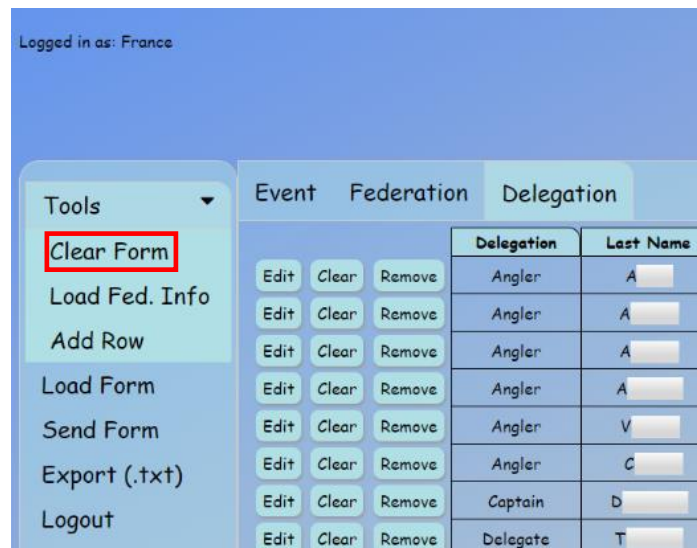 Logged in as: France
Tools
Clear Form
Load Fed. Info
Add Row
Load Form
Send Form
Export (.txt)
Logout
Event Federation Delegation
Delegation Last Name
Edit Clear Remove Angler A
Edit Clear Remove Angler A
Edit Clear Remove Angler A
Edit Clear Remove Angler A
Edit Clear Remove Angler V
Edit Clear Remove Angler C
Edit Clear Remove Captain D
Edit Clear Remove Delegate T